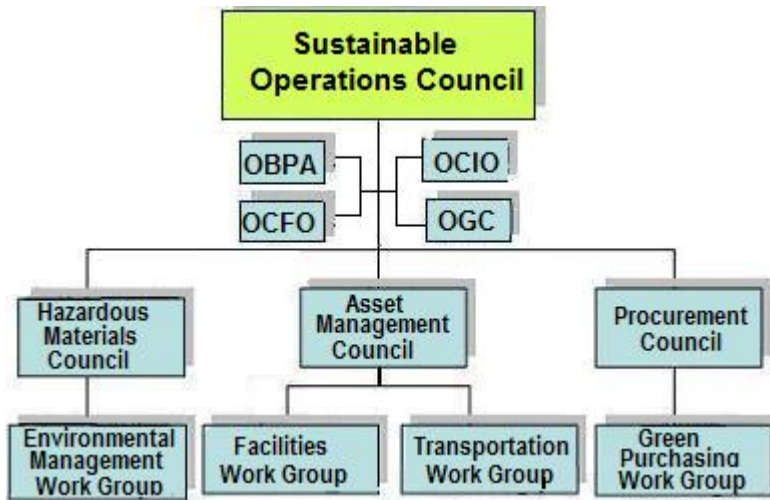 Sustainable
Operations Council
OBPA
OCIO
OCFO
OGC
Hazardous
Materials
Council
Asset
Management
Council
Procurement
Council
Environmental
Management
Work Group
Facilities
Work Group
Transportation
Work Group
Green
Purchasing
Work Group